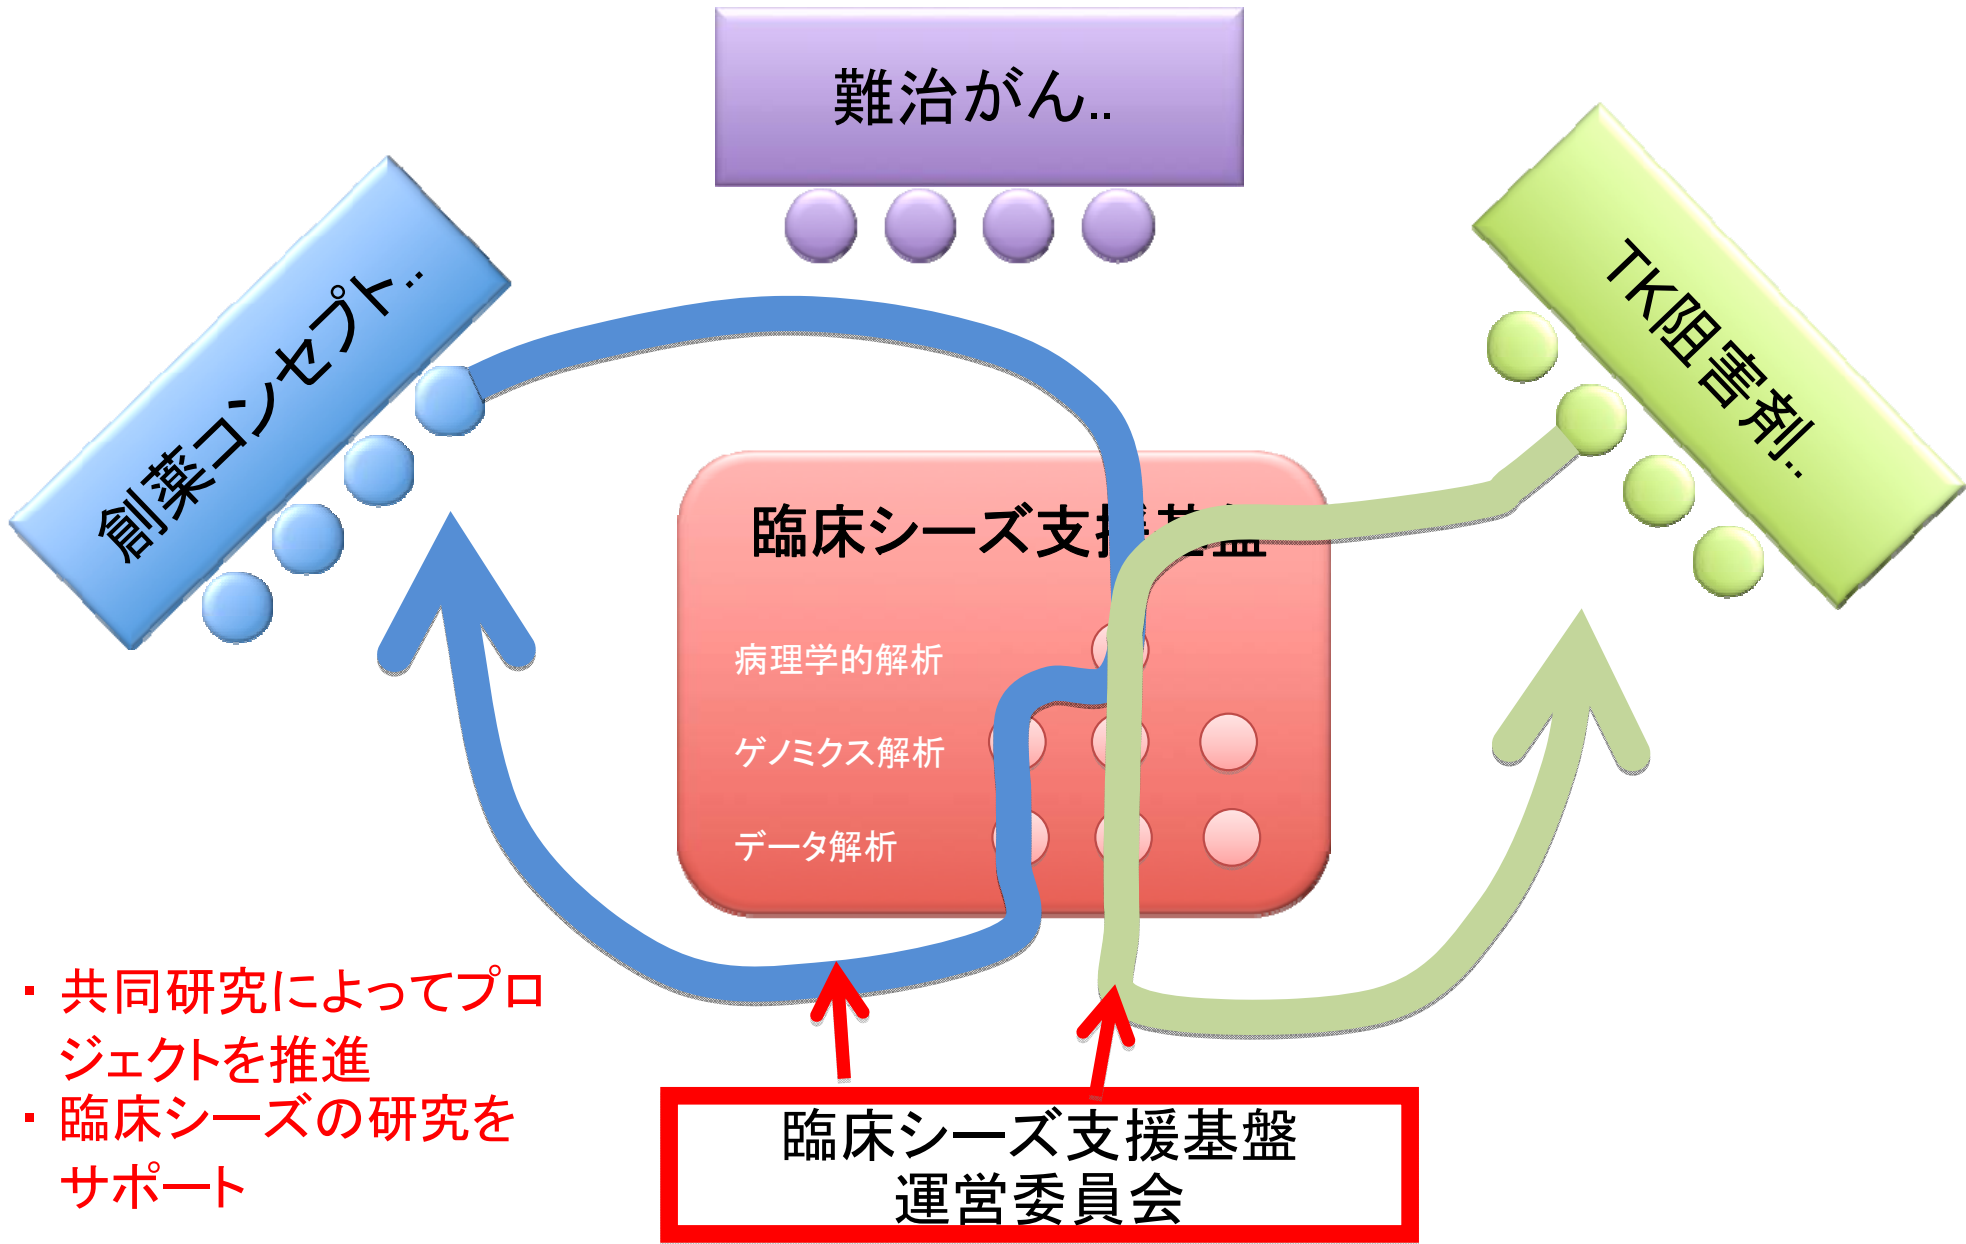 難治がん..
創薬コンセプト..
TK阻害剤..
臨床シーズ支援基盤
病理学的解析
ゲノミクス解析
データ解析
・共同研究によってプロ
ジェクトを推進
・臨床シーズの研究を
サポート
臨床シーズ支援基盤
運営委員会